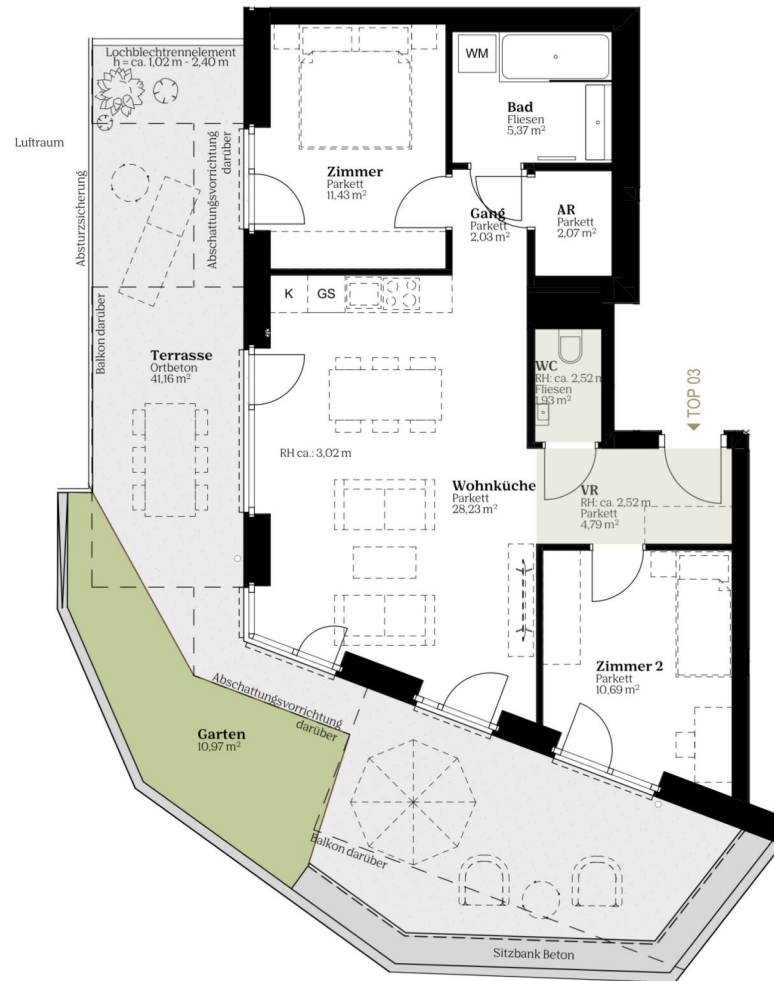 Lochblechtrennelement
h = ca. 1,02 m - 2,40 m
Luftraum
Absturzsicherung
Abschattungsvorrichtung
darüber
Balkon darüber
WM
Bad
Fliesen
5,37 m²
Zimmer
Parkett
11,43 m²
Gang
Parkett
2,03 m²
AR
Parkett
2,07 m²
K
GS
Terrasse
Ortbeton
41,16 m²
WC
RH: ca. 2,52 m
Fliesen
1,93 m²
TOP 03
RH ca.: 3,02 m
Wohnküche
Parkett
28,23 m²
VR
RH: ca. 2,52 m
Parkett
4,79 m²
Zimmer 2
Parkett
10,69 m²
Abschattungsvorrichtung
darüber
Garten
10,97 m²
Balkon darüber
Sitzbank Beton